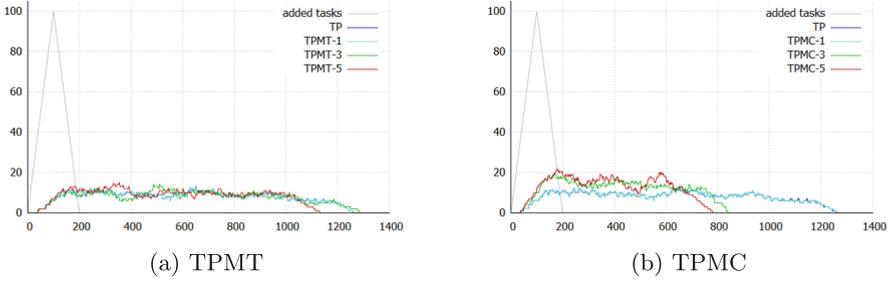 100
80
60
40
20
0
added tasks
TP
TPMT-1
TPMT-3
TPMT-5
0 200 400 600 800 1000 1200 1400
(a) TPMT
100
80
60
40
20
0
added tasks
TP
TPMC-1
TPMC-3
TPMC-5
0 200 400 600 800 1000 1200 1400
(b) TPMC